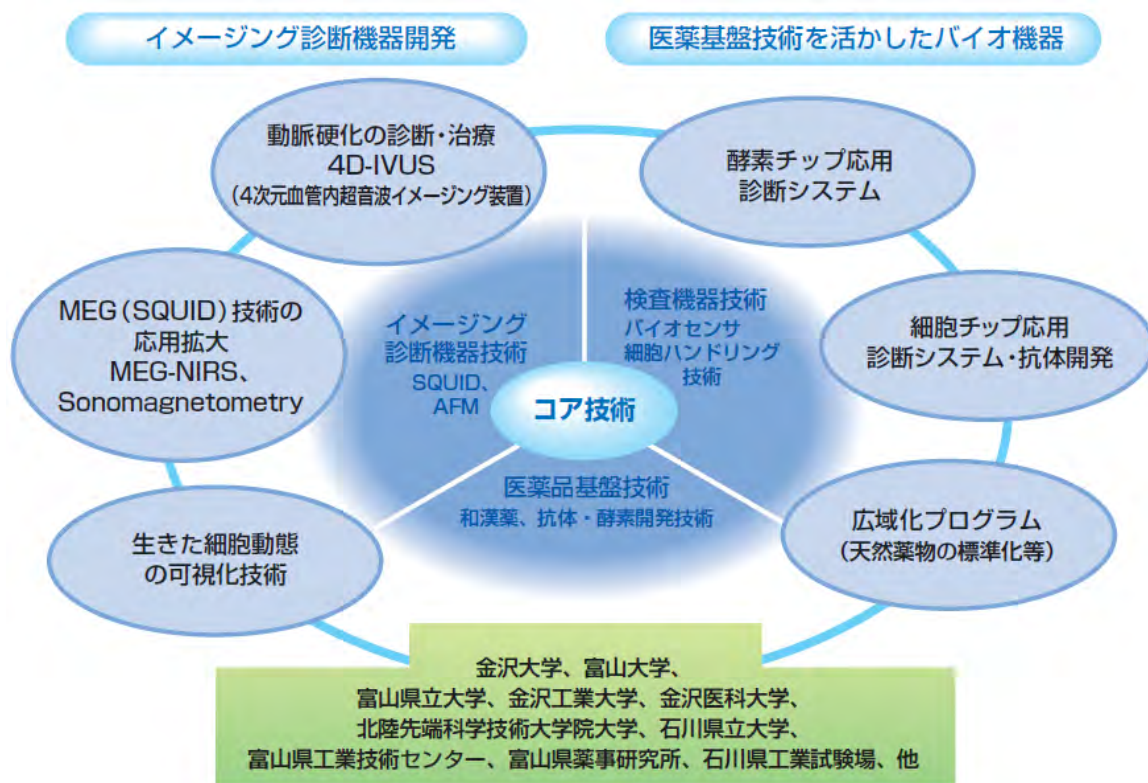 イメージング診断機器開発
医薬基盤技術を活かしたバイオ機器
動脈硬化の診断・治療
4D-IVUS
（4次元血管内超音波イメージング装置）
酵素チップ応用
診断システム
MEG（SQUID）技術の
応用拡大
MEG-NIRS、
Sonomagnetometry
イメージング
診断機器技術
SQUID、
AFM
検査機器技術
バイオセンサ
細胞ハンドリング
技術
細胞チップ応用
診断システム・抗体開発
コア技術
医薬品基盤技術
和漢薬、抗体・酵素開発技術
生きた細胞動態
の可視化技術
広域化プログラム
（天然薬物の標準化等）
金沢大学、富山大学、
富山県立大学、金沢工業大学、金沢医科大学、
北陸先端科学技術大学院大学、石川県立大学、
富山県工業技術センター、富山県薬事研究所、石川県工業試験場、他